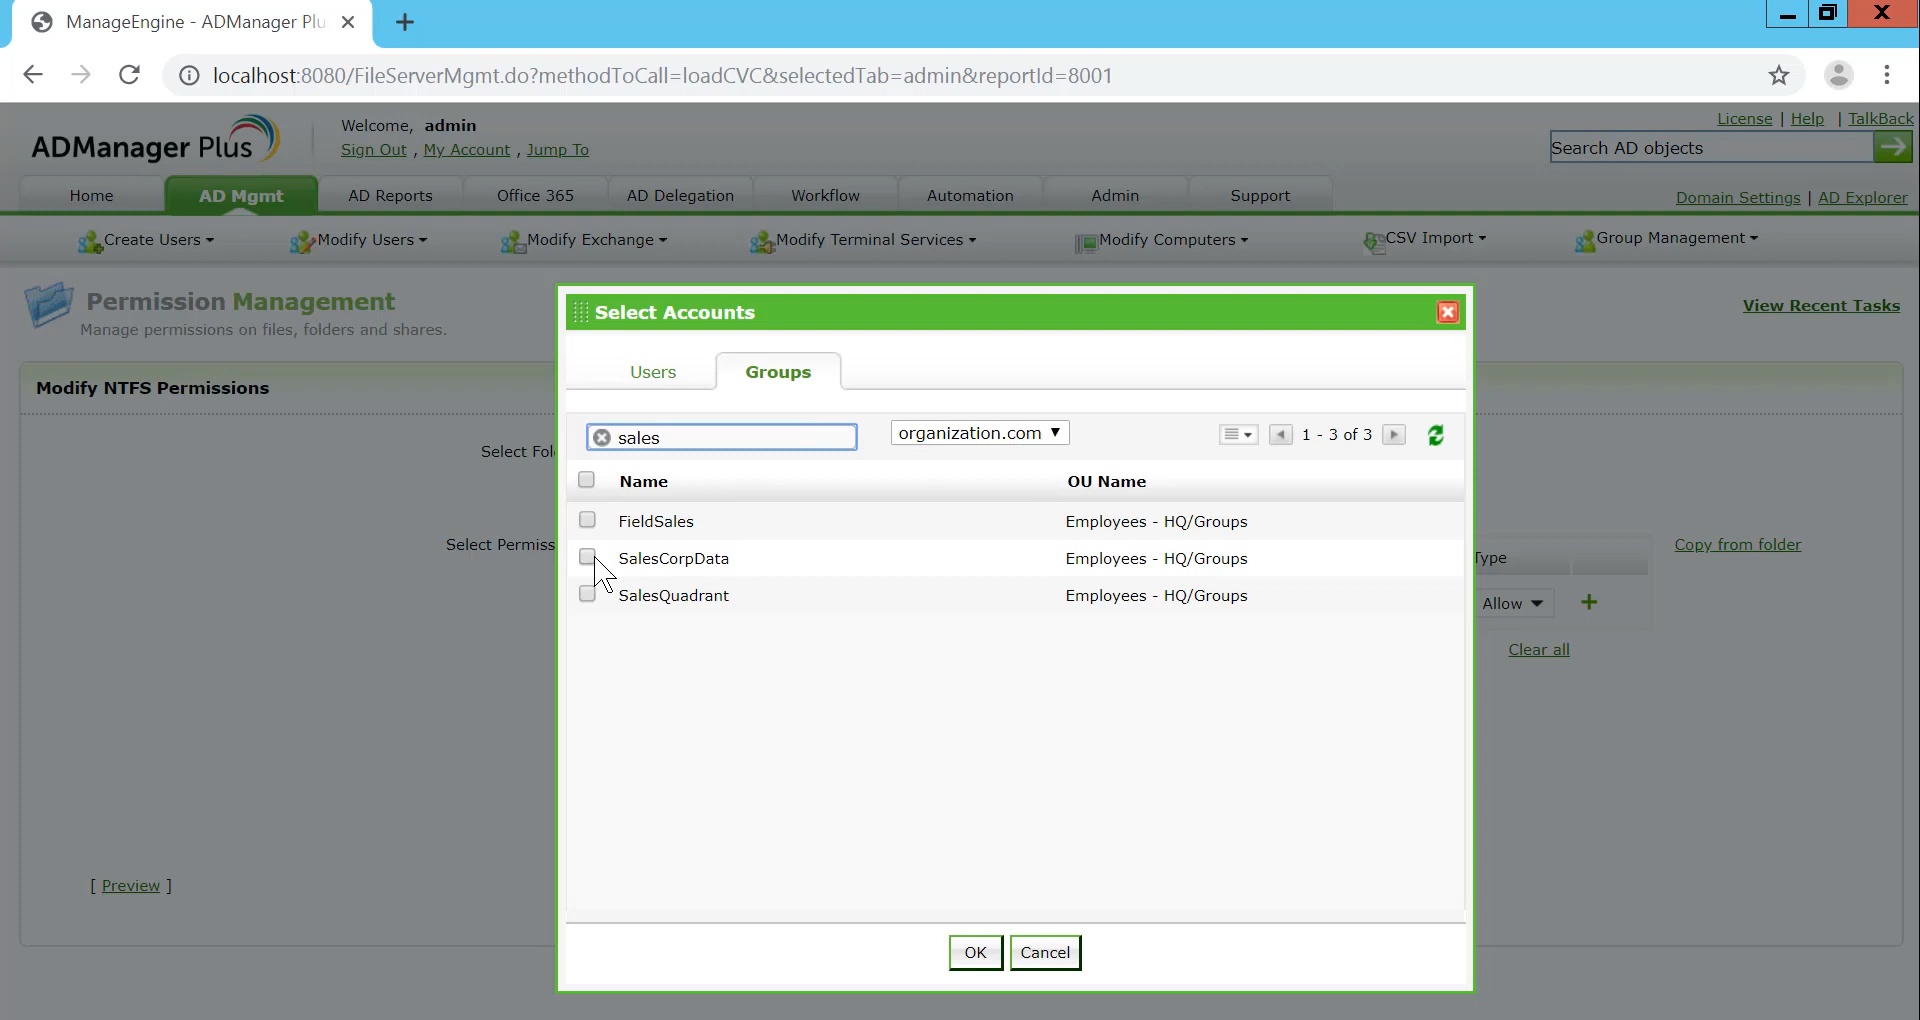 ManageEngine - ADManager Plu
localhost:8080/FileServerMgmt.do?methodToCall=loadCVC&selectedTab=admin&reportId=8001
ADManager Plus
Welcome, admin
Sign Out , My Account , Jump To
License | Help | TalkBack
Search AD objects
Home
AD Mgmt
AD Reports
Office 365
AD Delegation
Workflow
Automation
Admin
Support
Domain Settings | AD Explorer
Create Users
Modify Users
Modify Exchange
Modify Terminal Services
Modify Computers
CSV Import
Group Management
Permission Management
Manage permissions on files, folders and shares.
View Recent Tasks
Modify NTFS Permissions
Select Fol
Select Permiss
Type
Copy from folder
Allow
Clear all
[ Preview ]
Select Accounts
Users
Groups
sales
organization.com
1 - 3 of 3
Name OU Name
FieldSales Employees - HQ/Groups
SalesCorpData Employees - HQ/Groups
SalesQuadrant Employees - HQ/Groups
OK
Cancel